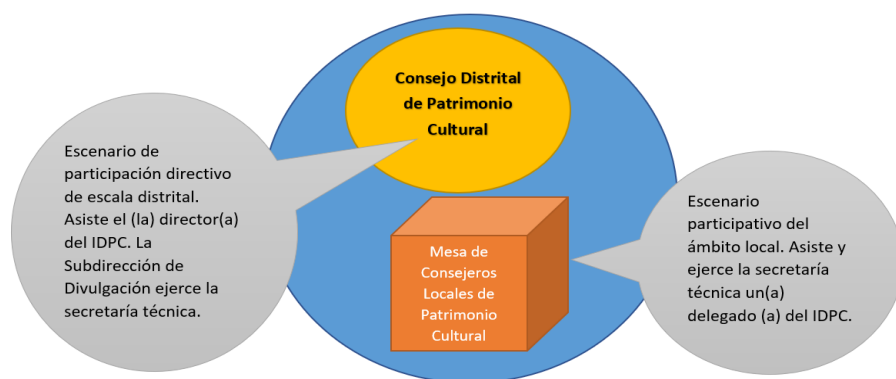 Consejo Distrital
de Patrimonio
Cultural
Escenario de
participación directivo
de escala distrital.
Asiste el (la) director(a)
del IDPC. La
Subdirección de
Divulgación ejerce la
secretaría técnica.
Mesa de
Consejeros
Locales de
Patrimonio
Cultural
Escenario
participativo del
ámbito local. Asiste y
ejerce la secretaría
técnica un(a)
delegado (a) del IDPC.